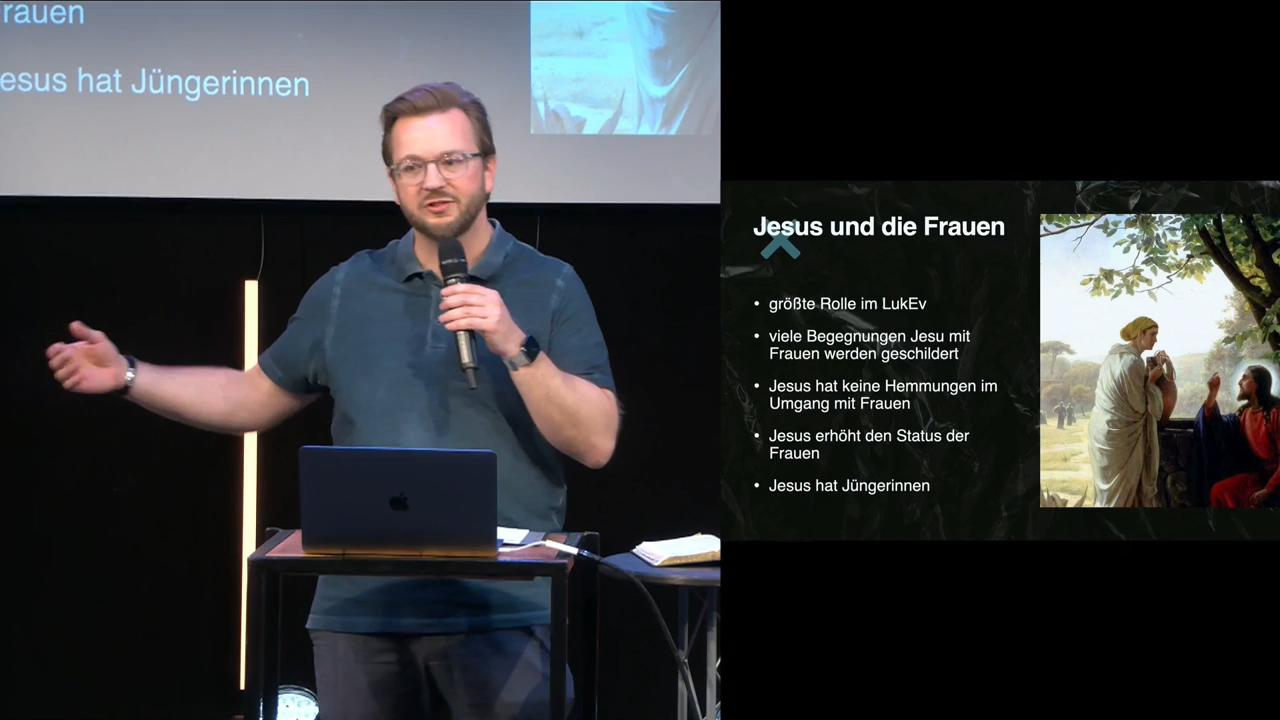 rauen
esus hat Jüngerinnen
Jesus und die Frauen
• größte Rolle im LukEv
• viele Begegnungen Jesu mit
Frauen werden geschildert
• Jesus hat keine Hemmungen im
Umgang mit Frauen
• Jesus erhöht den Status der
Frauen
• Jesus hat Jüngerinnen